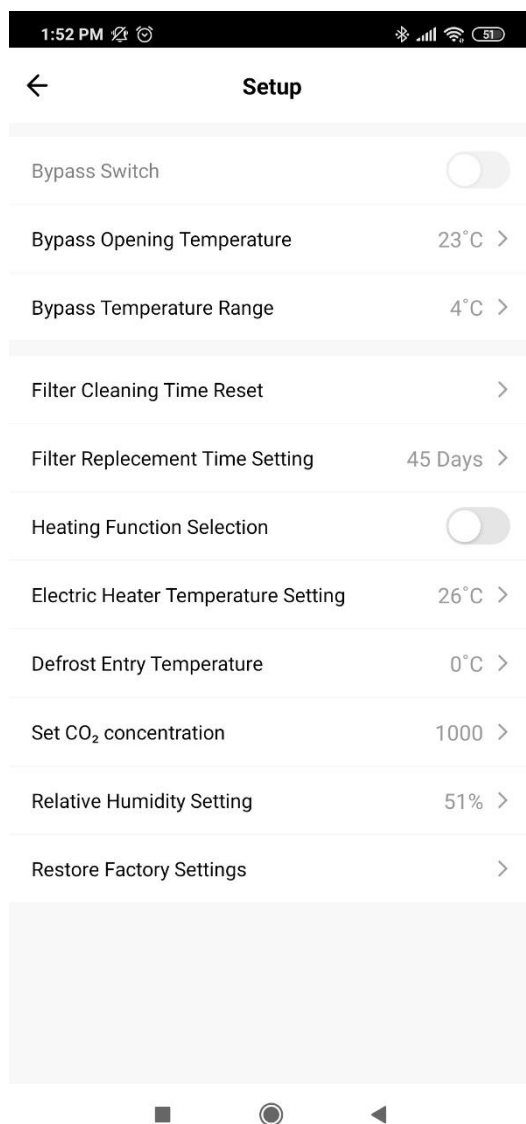 1:52 PM 51
Setup
Bypass Switch
Bypass Opening Temperature 23°C
Bypass Temperature Range 4°C
Filter Cleaning Time Reset
Filter Replecement Time Setting 45 Days
Heating Function Selection
Electric Heater Temperature Setting 26°C
Defrost Entry Temperature 0°C
Set CO₂ concentration 1000
Relative Humidity Setting 51%
Restore Factory Settings